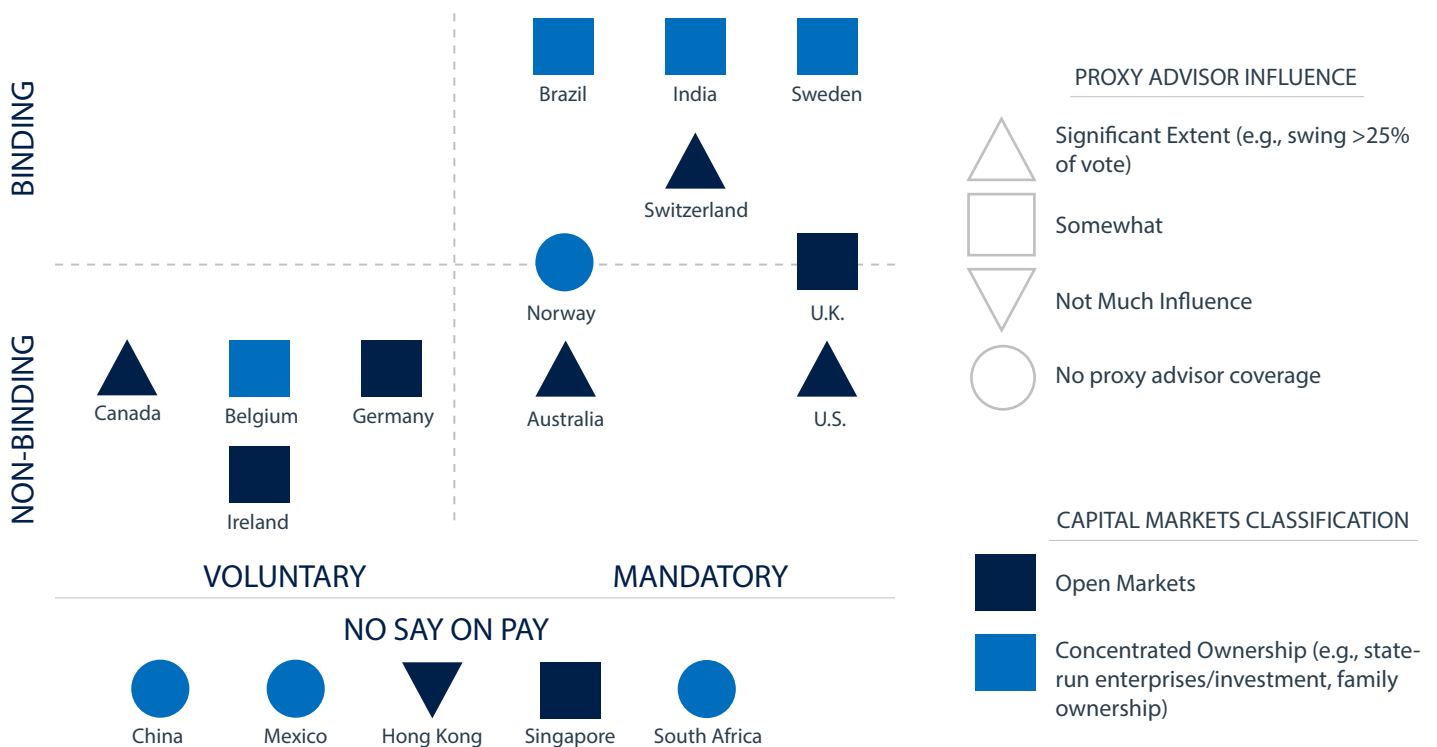 BINDING
Brazil
India
Sweden
Switzerland
Norway
U.K.
NON-BINDING
Canada
Belgium
Germany
Australia
U.S.
Ireland
VOLUNTARY
MANDATORY
NO SAY ON PAY
China
Mexico
Hong Kong
Singapore
South Africa
PROXY ADVISOR INFLUENCE
Significant Extent (e.g., swing >25%
of vote)
Somewhat
Not Much Influence
No proxy advisor coverage
CAPITAL MARKETS CLASSIFICATION
Open Markets
Concentrated Ownership (e.g., state-
run enterprises/investment, family
ownership)